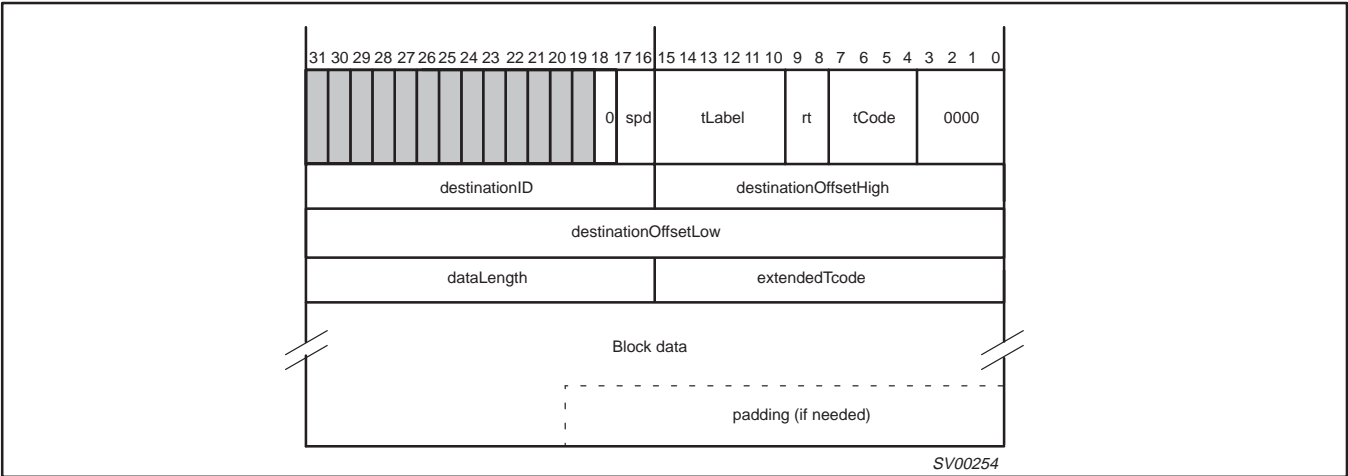 31 30 29 28 27 26 25 24 23 22 21 20 19 18 17 16 15 14 13 12 11 10 9 8 7 6 5 4 3 2 1 0
0 spd tLabel rt tCode 0000
destinationID destinationOffsetHigh
destinationOffsetLow
dataLength extendedTcode
Block data
padding (if needed)
SV00254